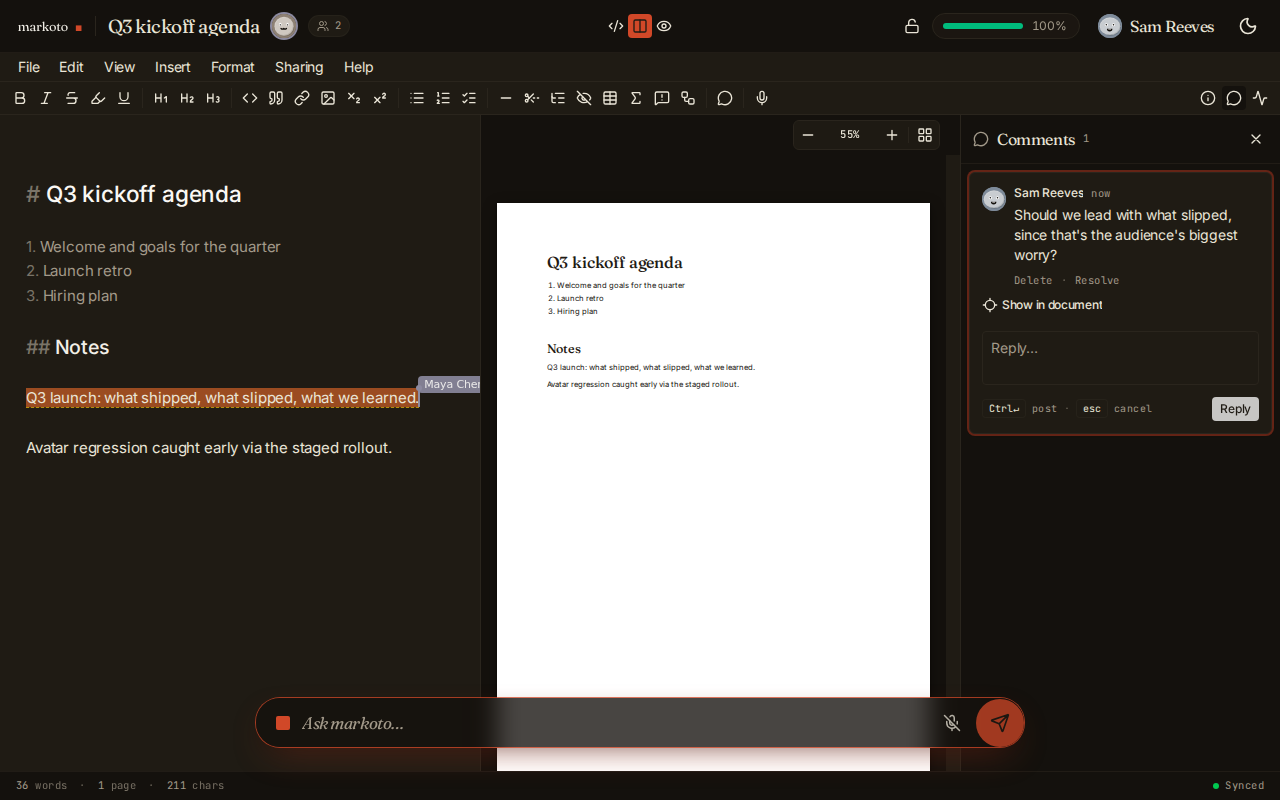 markoto
Q3 kickoff agenda
2
100%
Sam Reeves
File Edit View Insert Format Sharing Help
H1 H2 H3
55%
# Q3 kickoff agenda
1. Welcome and goals for the quarter
2. Launch retro
3. Hiring plan
## Notes
Q3 launch: what shipped, what slipped, what we learned.
Maya Chen
Avatar regression caught early via the staged rollout.
Q3 kickoff agenda
1. Welcome and goals for the quarter
2. Launch retro
3. Hiring plan
Notes
Q3 launch: what shipped, what slipped, what we learned.
Avatar regression caught early via the staged rollout.
Comments 1
Sam Reeves now
Should we lead with what slipped,
since that's the audience's biggest
worry?
Delete · Resolve
Show in document
Reply...
Ctrl↵ post · esc cancel
Reply
Ask markoto...
36 words · 1 page · 211 chars
Synced